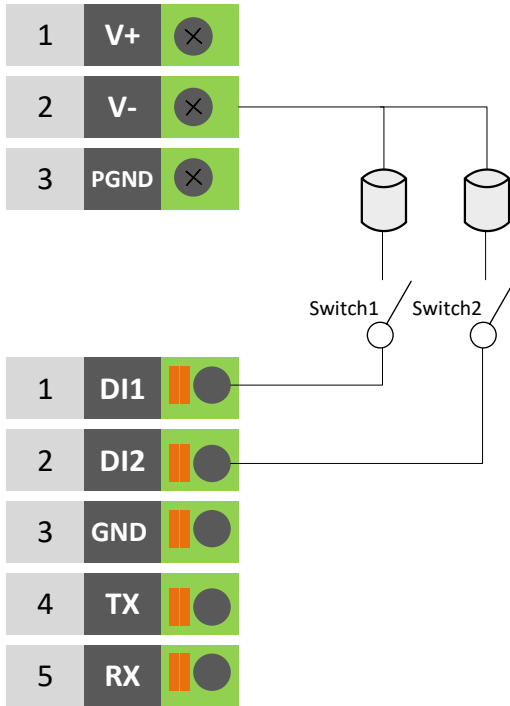 1 V+
2 V-
3 PGND
Switch1 Switch2
1 DI1
2 DI2
3 GND
4 TX
5 RX